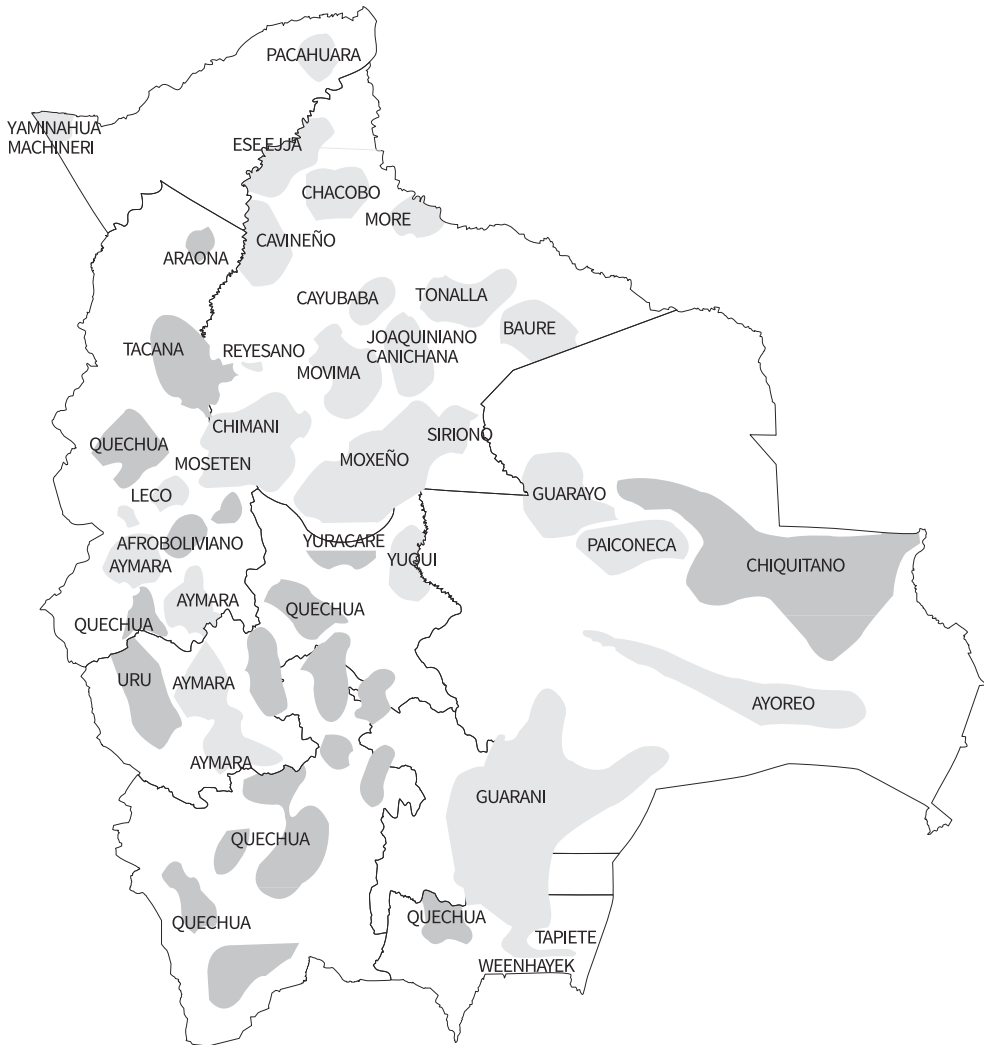 PACAHUARA
YAMINAHUA
MACHINERI
ESE EJJA
CHACOBO
MORE
CAVINEÑO
ARAONA
CAYUBABA
TONALLA
BAURE
JOAQUINIANO
CANICHANA
TACANA
REYESANO
MOVIMA
CHIMANI
SIRIONO
QUECHUA
MOXEÑO
MOSETEN
LECO
GUARAYO
AFROBOLIVIANO
YURACARE
PAICONECA
AYMARA
YUQUI
CHIQUITANO
AYMARA
QUECHUA
QUECHUA
URU
AYMARA
AYOREO
AYMARA
GUARANI
QUECHUA
QUECHUA
QUECHUA
TAPIETE
WEENHAYEK